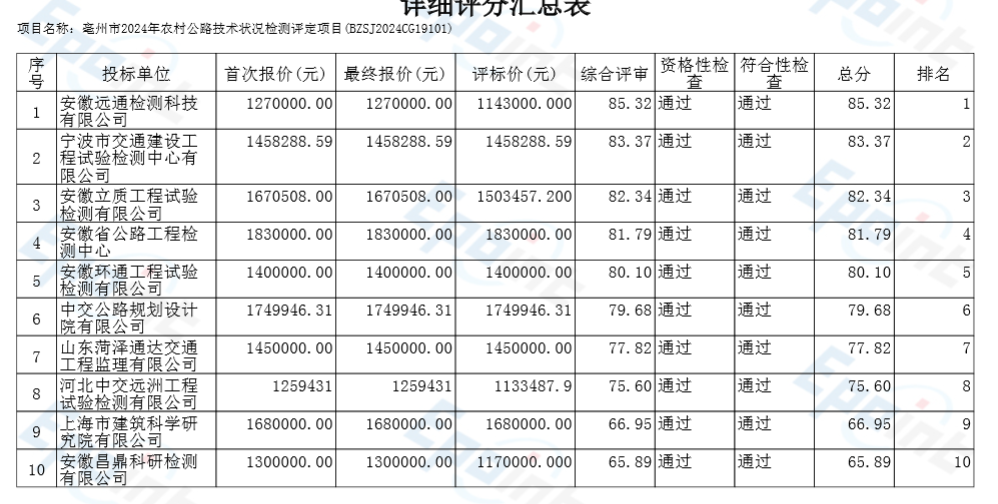 详细评分汇总表
项目名称：亳州市2024年农村公路技术状况检测评定项目(BZSJ2024CG19101)
序号 投标单位 首次报价(元) 最终报价(元) 评标价(元) 综合评审 资格性检查 符合性检查 总分 排名
1 安徽远通检测科技有限公司 1270000.00 1270000.00 1143000.000 85.32 通过 通过 85.32 1
2 宁波市交通建设工程试验检测中心有限公司 1458288.59 1458288.59 1458288.59 83.37 通过 通过 83.37 2
3 安徽立质工程试验检测有限公司 1670508.00 1670508.00 1503457.200 82.34 通过 通过 82.34 3
4 安徽省公路工程检测中心 1830000.00 1830000.00 1830000.00 81.79 通过 通过 81.79 4
5 安徽环通工程试验检测有限公司 1400000.00 1400000.00 1400000.00 80.10 通过 通过 80.10 5
6 中交公路规划设计院有限公司 1749946.31 1749946.31 1749946.31 79.68 通过 通过 79.68 6
7 山东菏泽通达交通工程监理有限公司 1450000.00 1450000.00 1450000.00 77.82 通过 通过 77.82 7
8 河北中交远洲工程试验检测有限公司 1259431 1259431 1133487.9 75.60 通过 通过 75.60 8
9 上海市建筑科学研究院有限公司 1680000.00 1680000.00 1680000.00 66.95 通过 通过 66.95 9
10 安徽昌鼎科研检测有限公司 1300000.00 1300000.00 1170000.000 65.89 通过 通过 65.89 10
Epoint